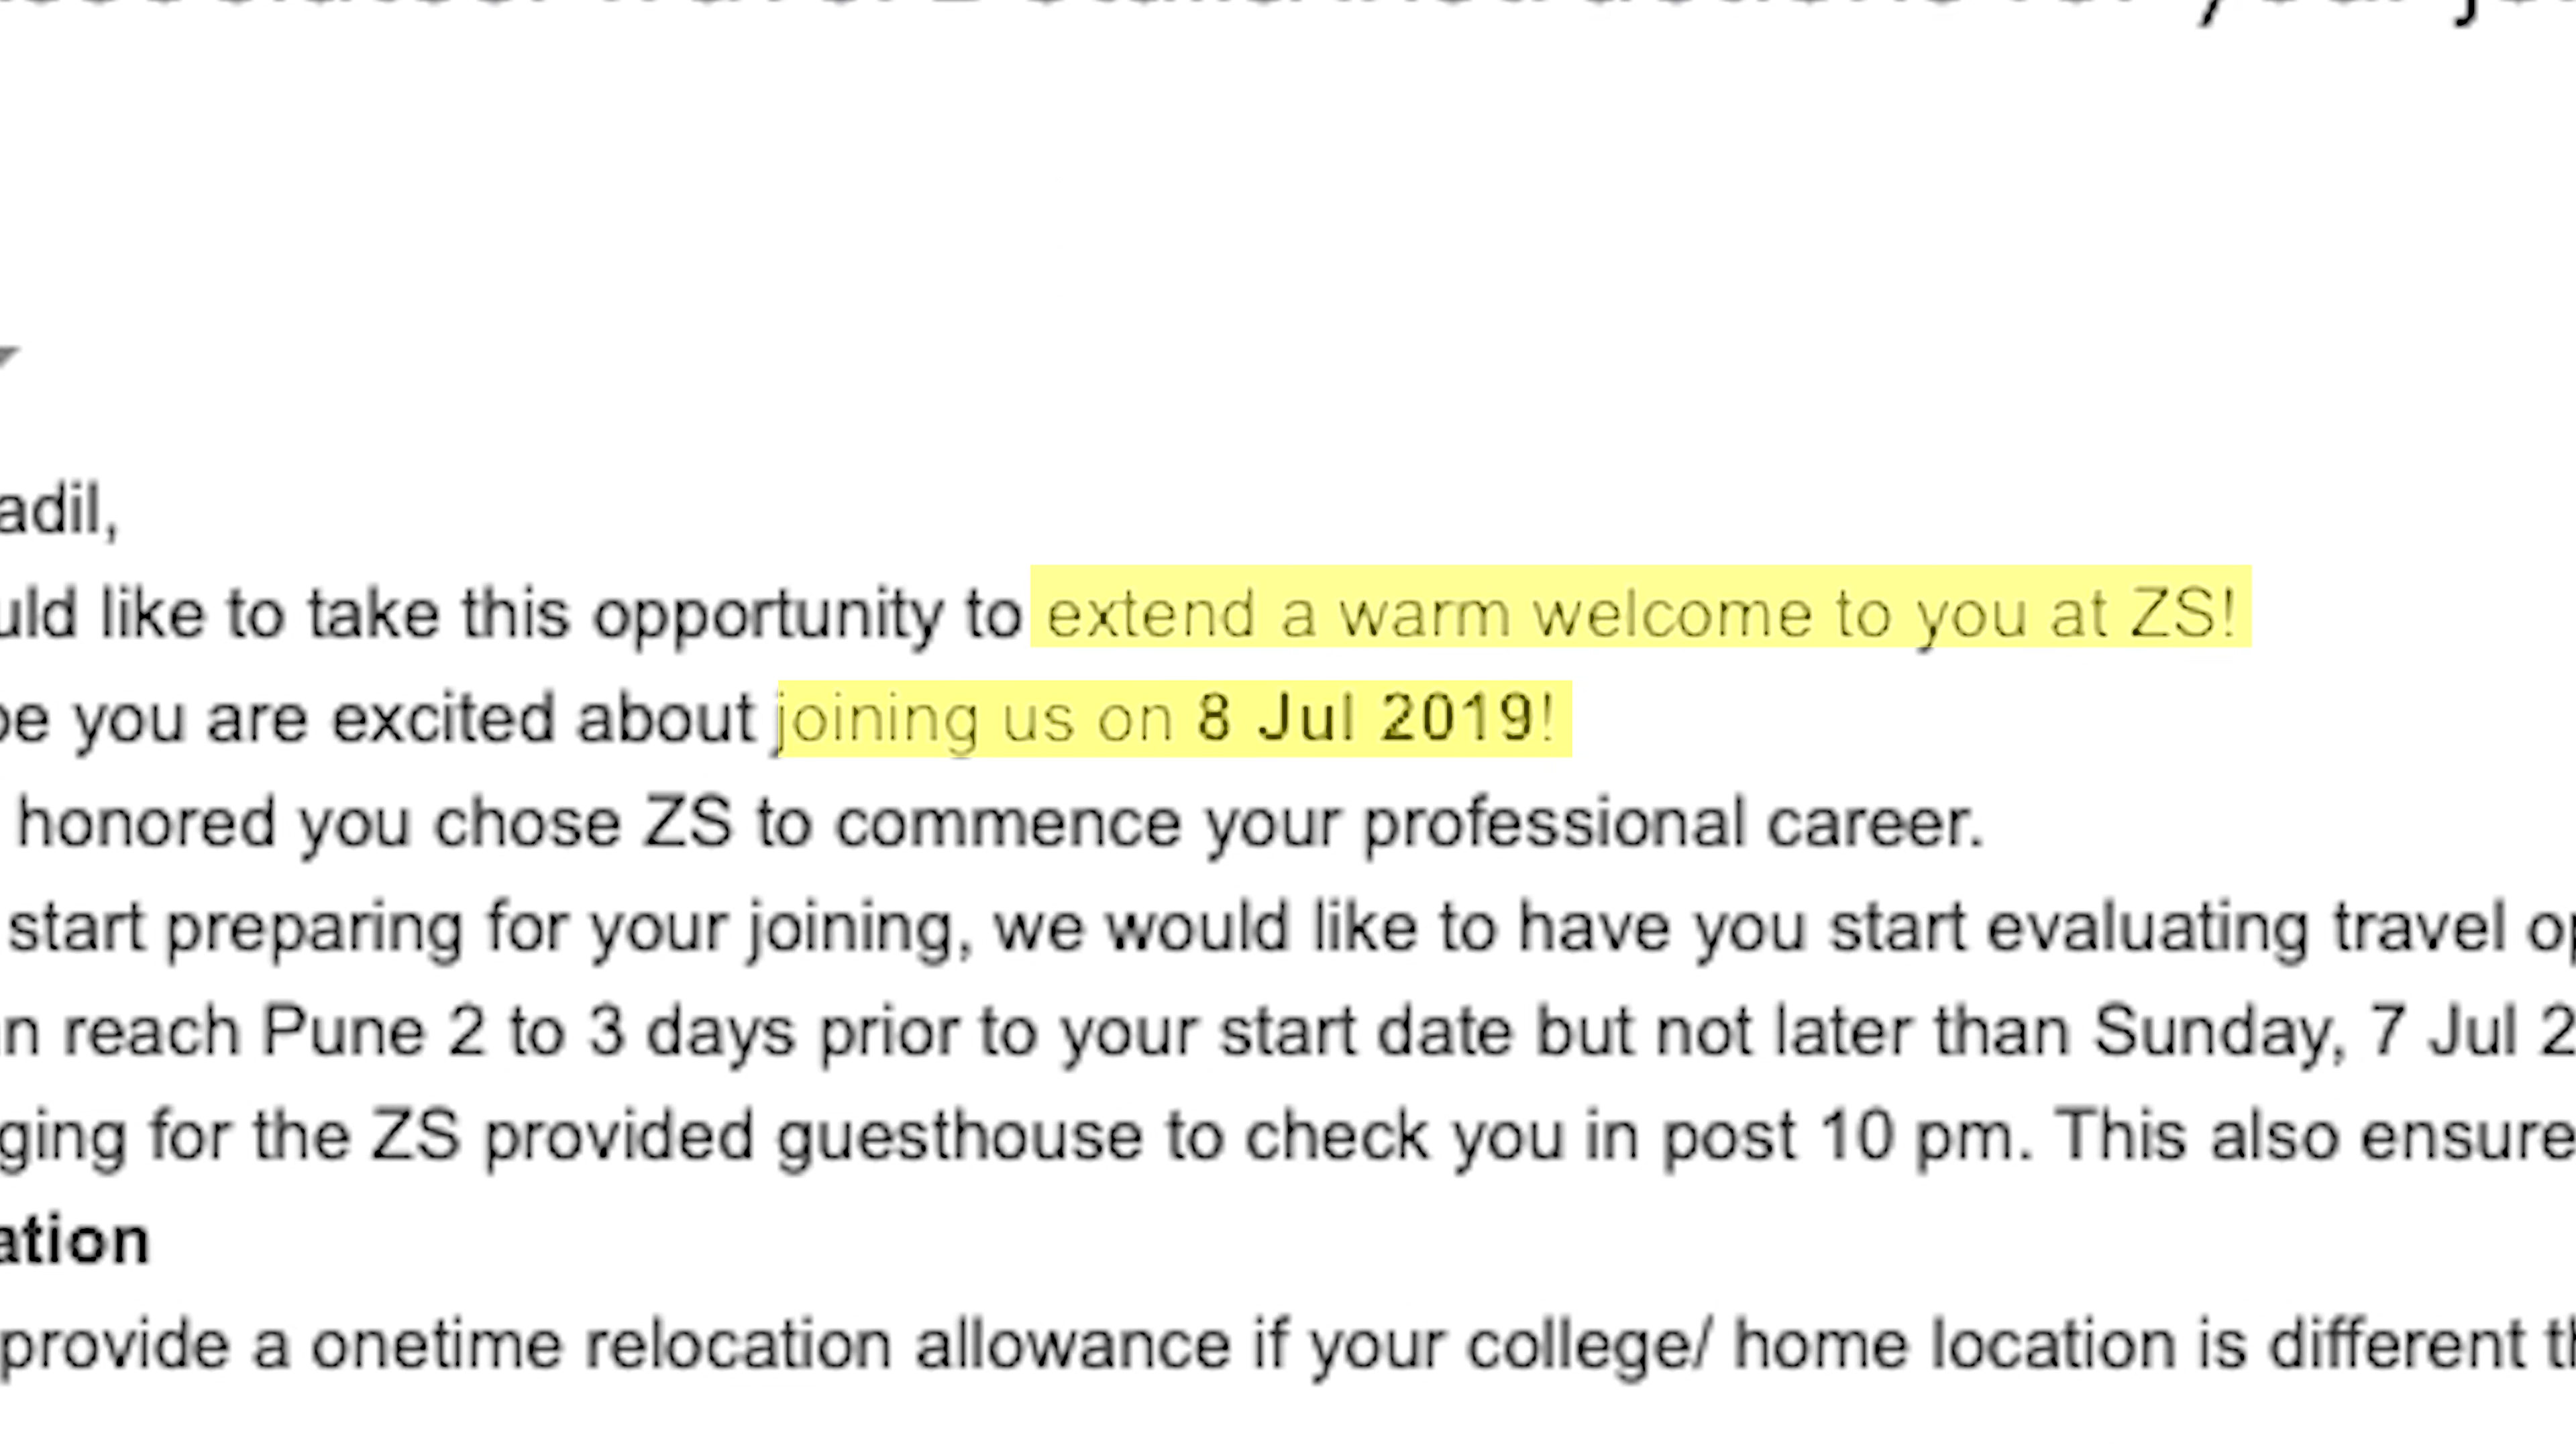 adil,
uld like to take this opportunity to extend a warm welcome to you at ZS!
be you are excited about joining us on 8 Jul 2019!
honored you chose ZS to commence your professional career.
start preparing for your joining, we would like to have you start evaluating travel op
n reach Pune 2 to 3 days prior to your start date but not later than Sunday, 7 Jul 2
ging for the ZS provided guesthouse to check you in post 10 pm. This also ensure
ation
provide a onetime relocation allowance if your college/ home location is different th